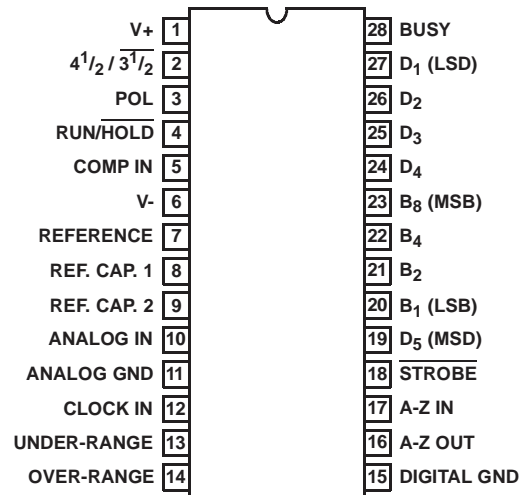 V+ 1 28 BUSY
4 1/2 / 3 1/2 2 27 D1 (LSD)
POL 3 26 D2
RUN/HOLD 4 25 D3
COMP IN 5 24 D4
V- 6 23 B8 (MSB)
REFERENCE 7 22 B4
REF. CAP. 1 8 21 B2
REF. CAP. 2 9 20 B1 (LSB)
ANALOG IN 10 19 D5 (MSD)
ANALOG GND 11 18 STROBE
CLOCK IN 12 17 A-Z IN
UNDER-RANGE 13 16 A-Z OUT
OVER-RANGE 14 15 DIGITAL GND